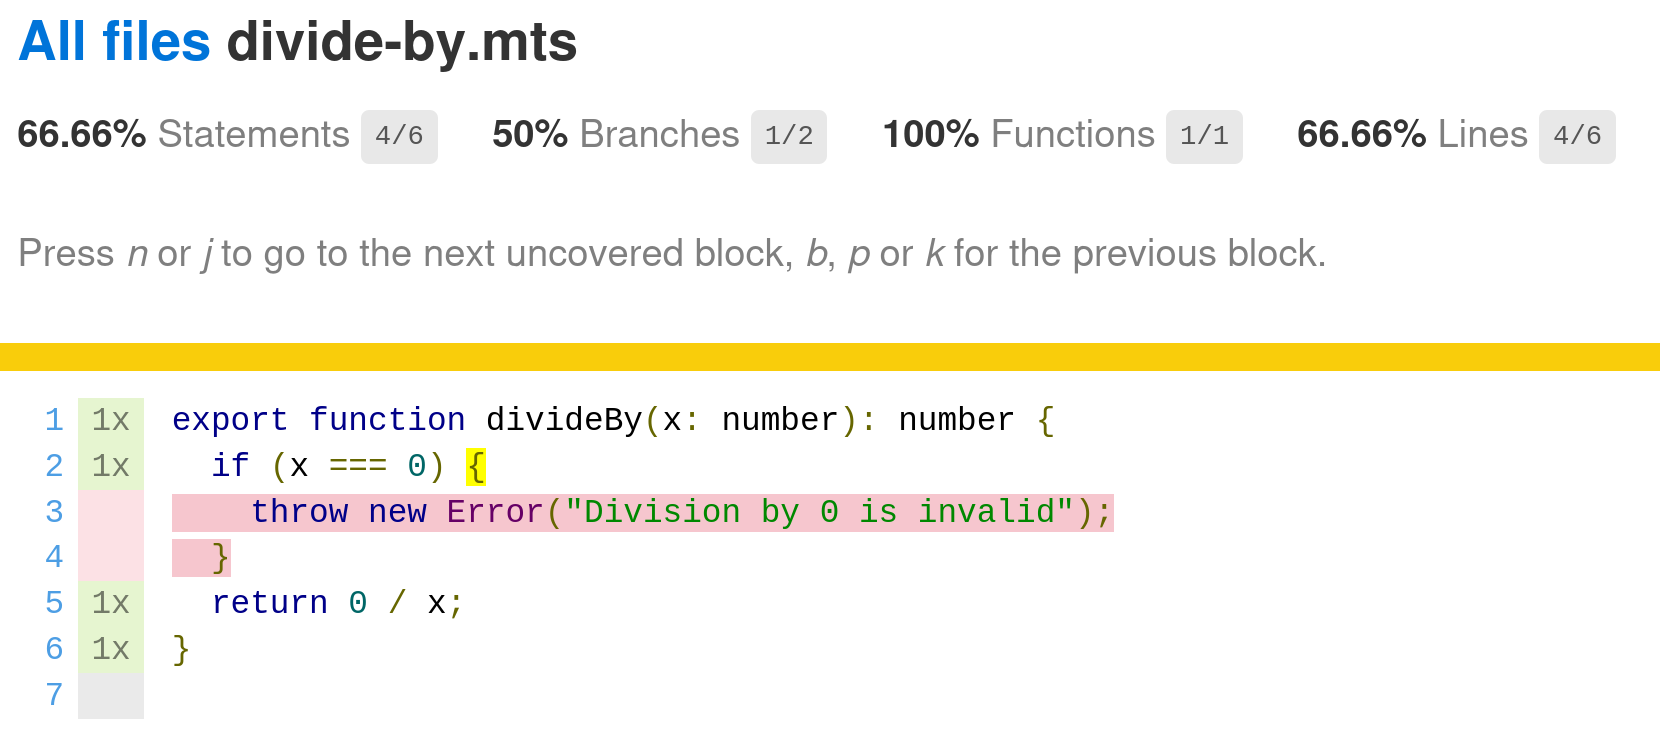 All files divide-by.mts
66.66% Statements 4/6 50% Branches 1/2 100% Functions 1/1 66.66% Lines 4/6
Press n or j to go to the next uncovered block, b, p or k for the previous block.
1 1x export function divideBy(x: number): number {
2 1x   if (x === 0) {
3     throw new Error("Division by 0 is invalid");
4   }
5 1x   return 0 / x;
6 1x }
7